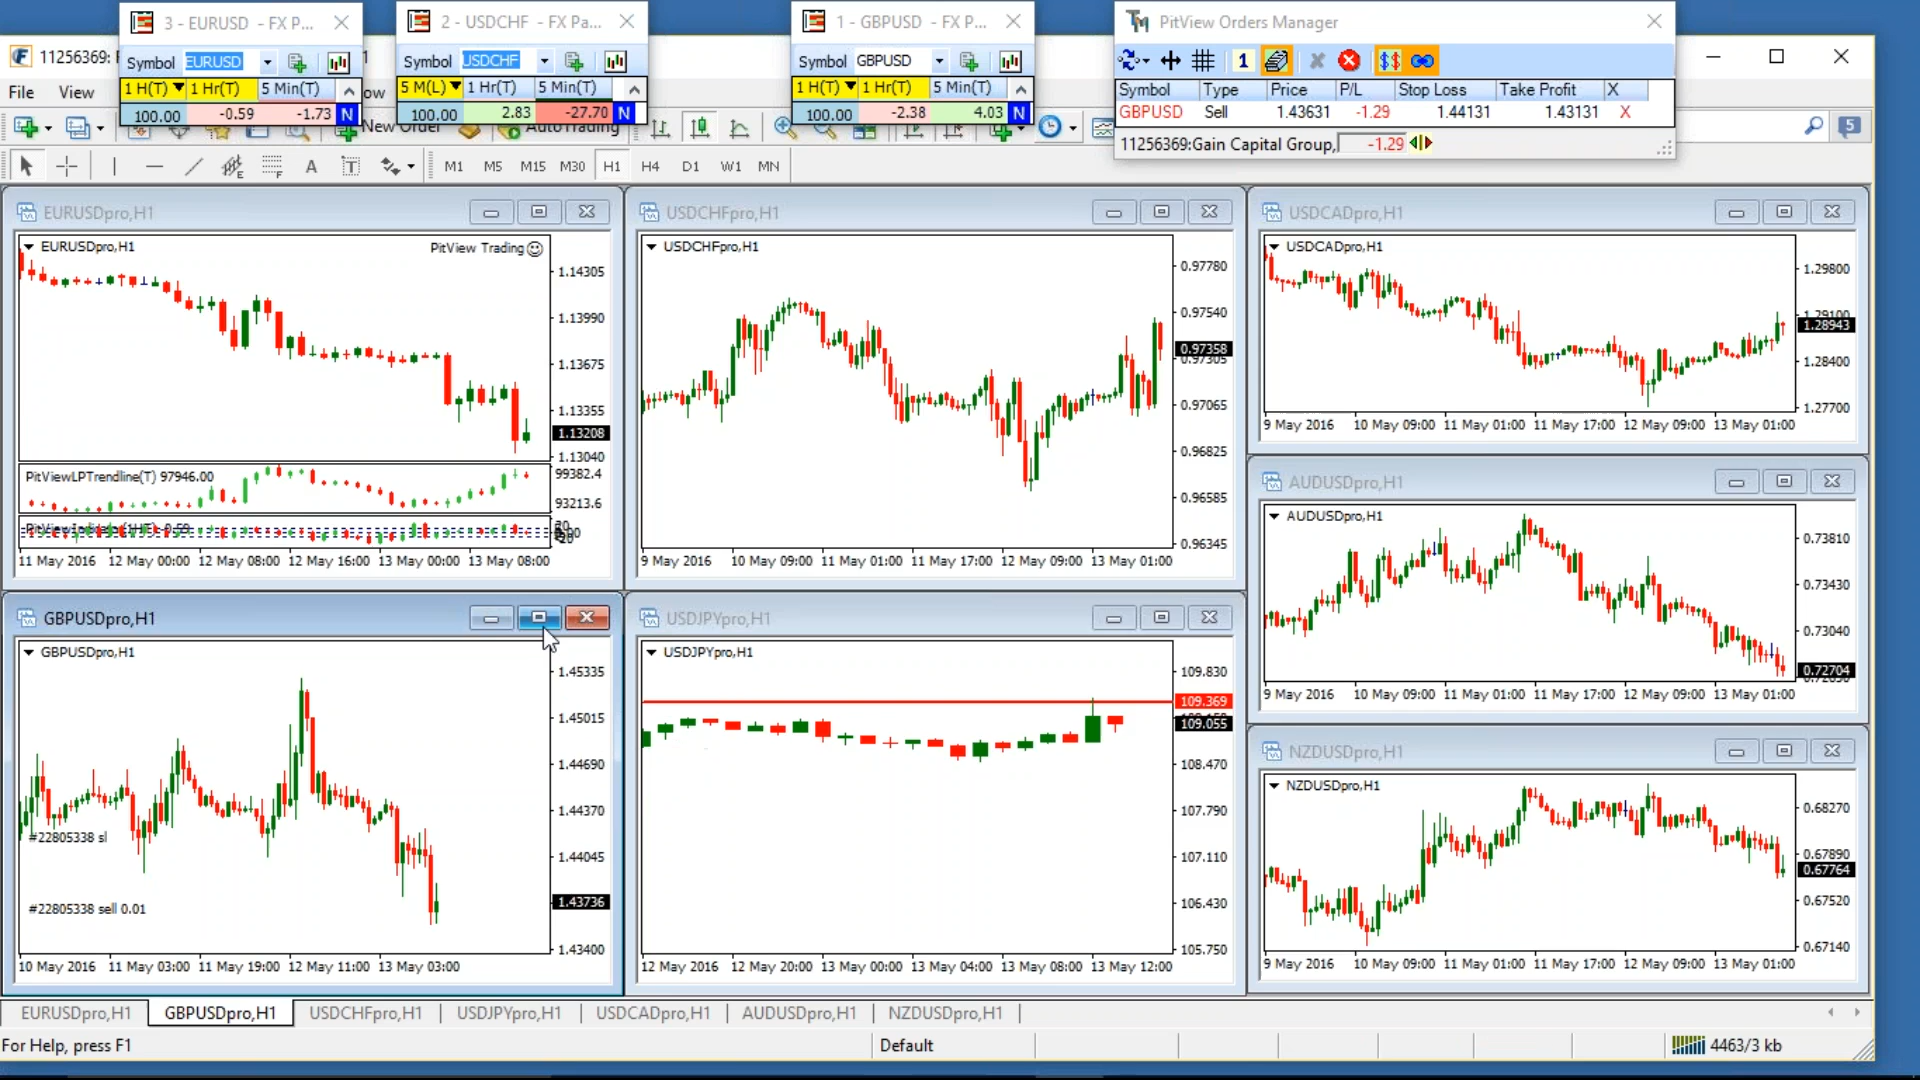 3 - EURUSD - FX P...
2 - USDCHF - FX Pa...
1 - GBPUSD - FX P...
PitView Orders Manager
11256369:
Symbol EURUSD
Symbol USDCHF
Symbol GBPUSD
1
$$
1 H(T) 1 Hr(T) 5 Min(T)
100.00 -0.59 -1.73 N
5 M(L) 1 Hr(T) 5 Min(T)
100.00 2.83 -27.70 N
1 H(T) 1 Hr(T) 5 Min(T)
100.00 -2.38 4.03 N
Symbol Type Price P/L Stop Loss Take Profit X
GBPUSD Sell 1.43631 -1.29 1.44131 1.43131 X
11256369:Gain Capital Group, -1.29
File View
New Order
AutoTrading
5
A T M1 M5 M15 M30 H1 H4 D1 W1 MN
EURUSDpro,H1
EURUSDpro,H1
PitView Trading
1.14305
1.13990
1.13675
1.13355
1.13208
1.13040
PitViewLPTrendline(T) 97946.00
99382.4
93213.6
11 May 2016 12 May 00:00 12 May 08:00 12 May 16:00 13 May 00:00 13 May 08:00
USDCHFpro,H1
USDCHFpro,H1
0.97780
0.97540
0.97358
0.97305
0.97065
0.96825
0.96585
0.96345
9 May 2016 10 May 09:00 11 May 01:00 11 May 17:00 12 May 09:00 13 May 01:00
USDCADpro,H1
USDCADpro,H1
1.29800
1.29100
1.28943
1.28400
1.27700
9 May 2016 10 May 09:00 11 May 01:00 11 May 17:00 12 May 09:00 13 May 01:00
AUDUSDpro,H1
AUDUSDpro,H1
0.73810
0.73430
0.73040
0.72704
9 May 2016 10 May 09:00 11 May 01:00 11 May 17:00 12 May 09:00 13 May 01:00
GBPUSDpro,H1
GBPUSDpro,H1
1.45335
1.45015
1.44690
1.44370
1.44045
1.43736
1.43400
#22805338 sl
#22805338 sell 0.01
10 May 2016 11 May 03:00 11 May 19:00 12 May 11:00 13 May 03:00
USDJPYpro,H1
USDJPYpro,H1
109.830
109.369
109.055
108.470
107.790
107.110
106.430
105.750
12 May 2016 12 May 20:00 13 May 00:00 13 May 04:00 13 May 08:00 13 May 12:00
NZDUSDpro,H1
NZDUSDpro,H1
0.68270
0.67890
0.67764
0.67520
0.67140
9 May 2016 10 May 09:00 11 May 01:00 11 May 17:00 12 May 09:00 13 May 01:00
EURUSDpro,H1 GBPUSDpro,H1 USDCHFpro,H1 USDJPYpro,H1 USDCADpro,H1 AUDUSDpro,H1 NZDUSDpro,H1
For Help, press F1
Default
4463/3 kb